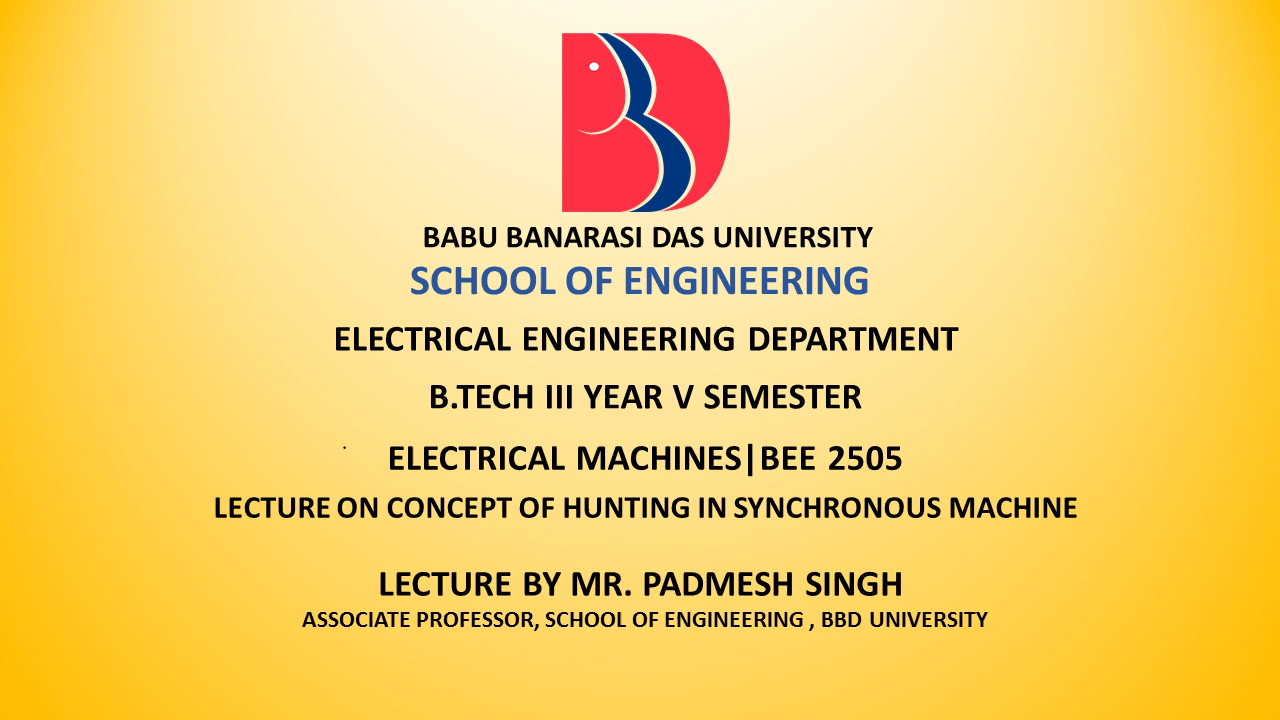 BABU BANARASI DAS UNIVERSITY
SCHOOL OF ENGINEERING
ELECTRICAL ENGINEERING DEPARTMENT
B.TECH III YEAR V SEMESTER
ELECTRICAL MACHINES|BEE 2505
LECTURE ON CONCEPT OF HUNTING IN SYNCHRONOUS MACHINE
LECTURE BY MR. PADMESH SINGH
ASSOCIATE PROFESSOR, SCHOOL OF ENGINEERING , BBD UNIVERSITY